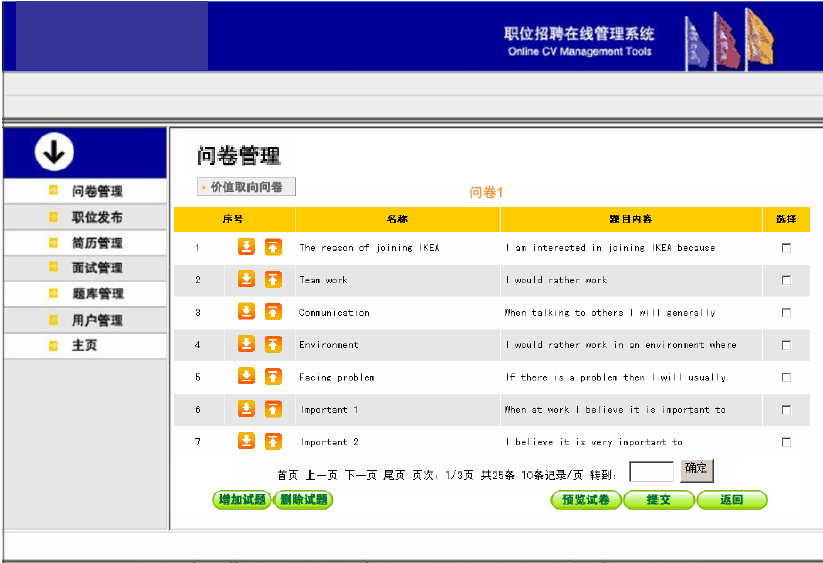 职位招聘在线管理系统
Online CV Management Tools
问卷管理
职位发布
简历管理
面试管理
题库管理
用户管理
主页
问卷管理
价值取向问卷
问卷1
序号 名称 题目内容 选择
1 The reason of joining IKEA I am interested in joining IKEA because
2 Team work I would rather work
3 Communication When talking to others I will generally
4 Environment I would rather work in an environment where
5 Facing problem If there is a problem then I will usually
6 Important 1 When at work I believe it is important to
7 Important 2 I believe it is very important to
首页 上一页 下一页 尾页 页次：1/3页 共25条 10条记录/页 转到： 确定
增加试题 删除试题 预览试卷 提交 返回